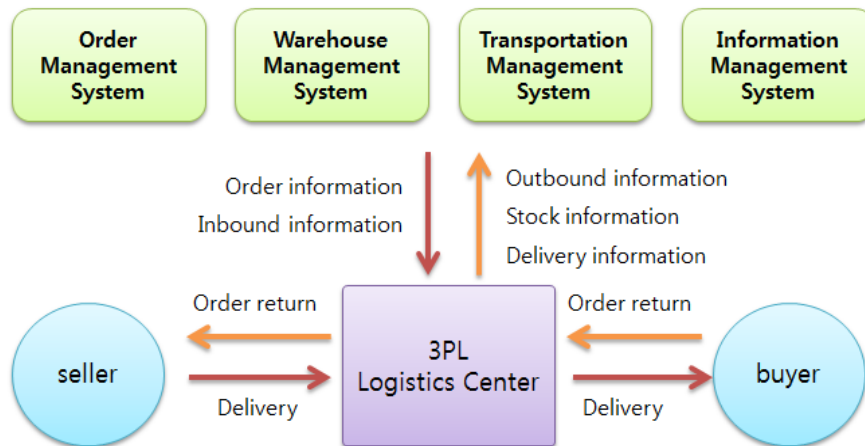 Order
Management
System
Warehouse
Management
System
Transportation
Management
System
Information
Management
System
Order information
Inbound information
Outbound information
Stock information
Delivery information
Order return
Order return
seller
3PL
Logistics Center
buyer
Delivery
Delivery